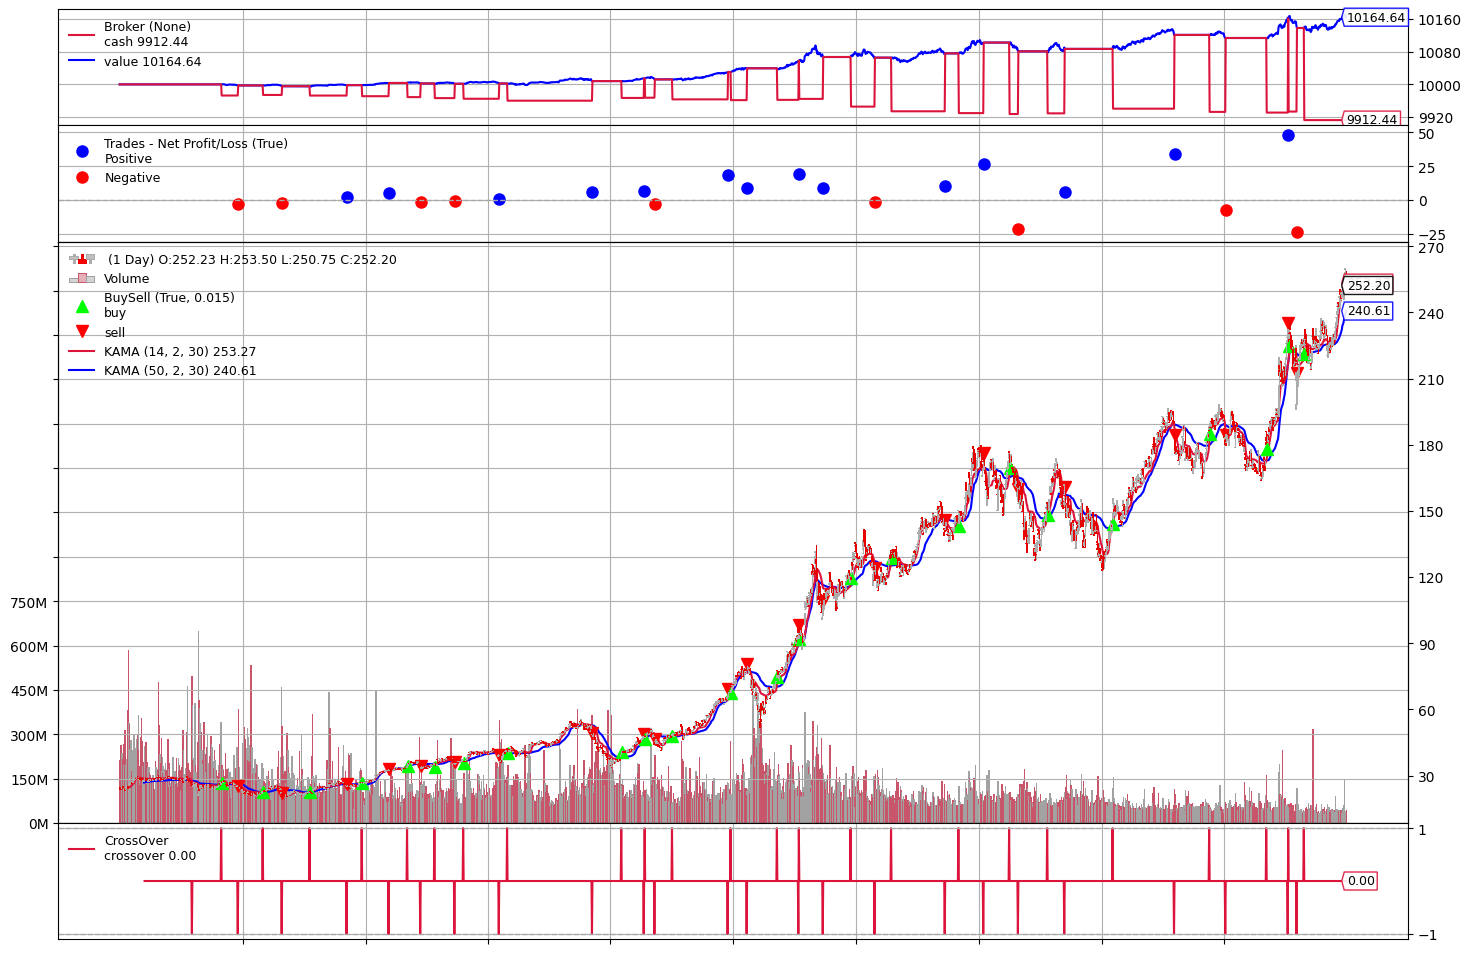 Broker (None)
cash 9912.44
value 10164.64
10164.64
10160
10080
10000
9920
9912.44
Trades - Net Profit/Loss (True)
Positive
Negative
50
25
0
−25
(1 Day) O:252.23 H:253.50 L:250.75 C:252.20
Volume
BuySell (True, 0.015)
buy
sell
KAMA (14, 2, 30) 253.27
KAMA (50, 2, 30) 240.61
270
252.20
240.61
240
210
180
150
120
90
60
30
750M
600M
450M
300M
150M
0M
CrossOver
crossover 0.00
1
0.00
−1